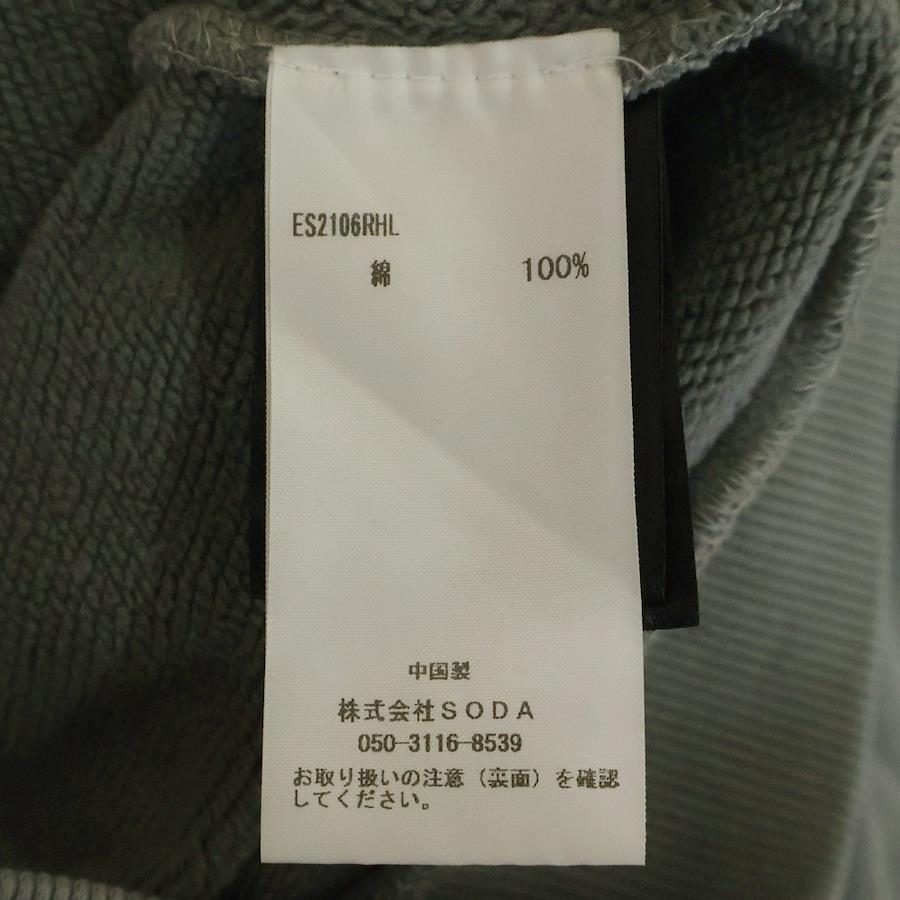 ES2106RHL
綿 100%
中国製
株式会社SODA
050-3116-8539
お取り扱いの注意（裏面）を確認
してください。